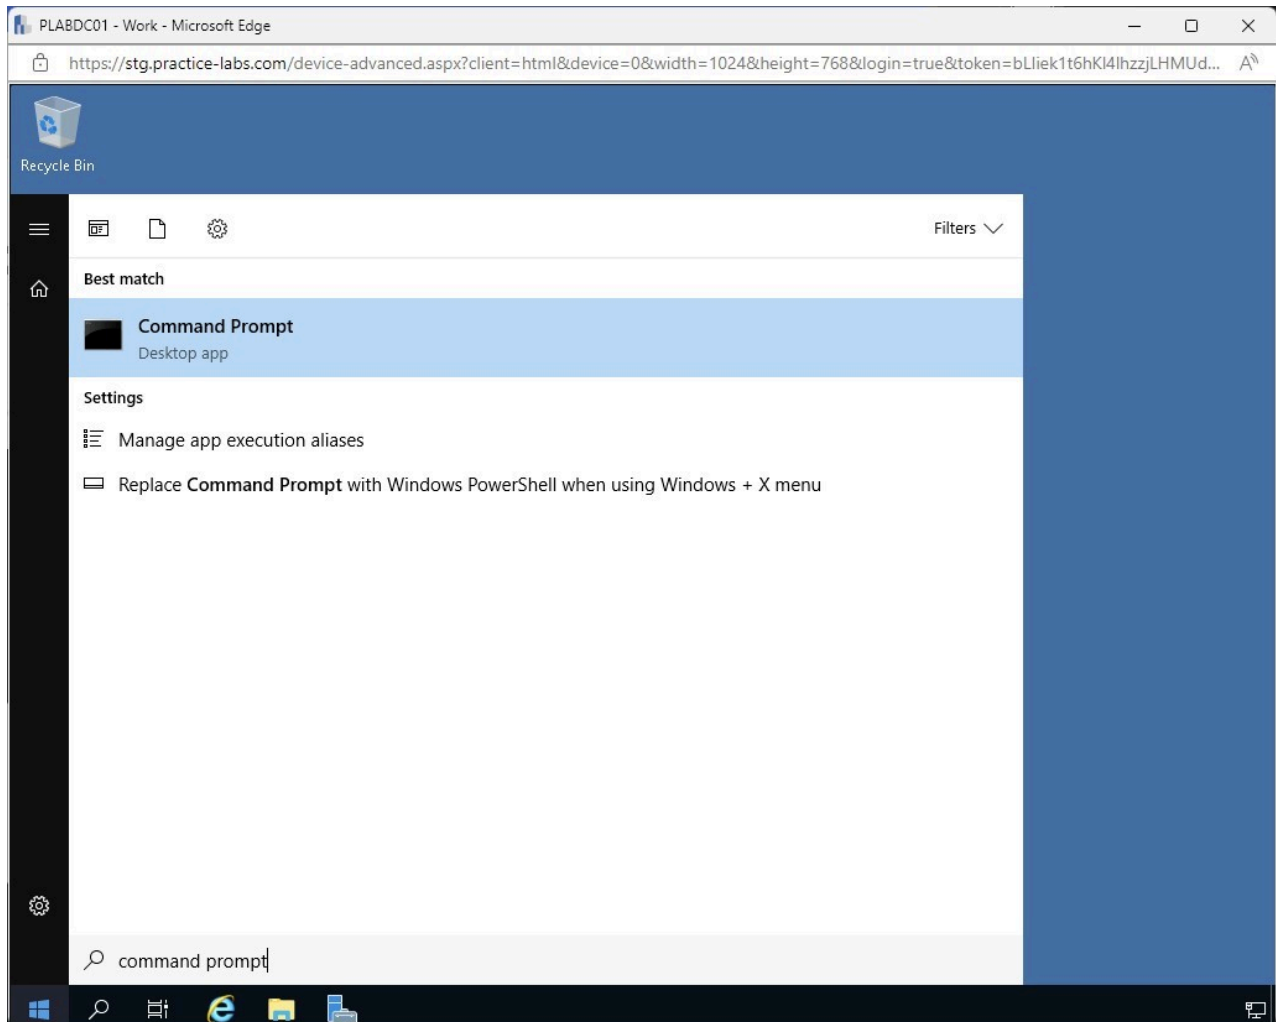 PLABDC01 - Work - Microsoft Edge
https://stg.practice-labs.com/device-advanced.aspx?client=html&device=0&width=1024&height=768&login=true&token=bLliek1t6hKl4lhzzjLHMUd...
Recycle Bin
Filters
Best match
Command Prompt
Desktop app
Settings
Manage app execution aliases
Replace Command Prompt with Windows PowerShell when using Windows + X menu
command prompt